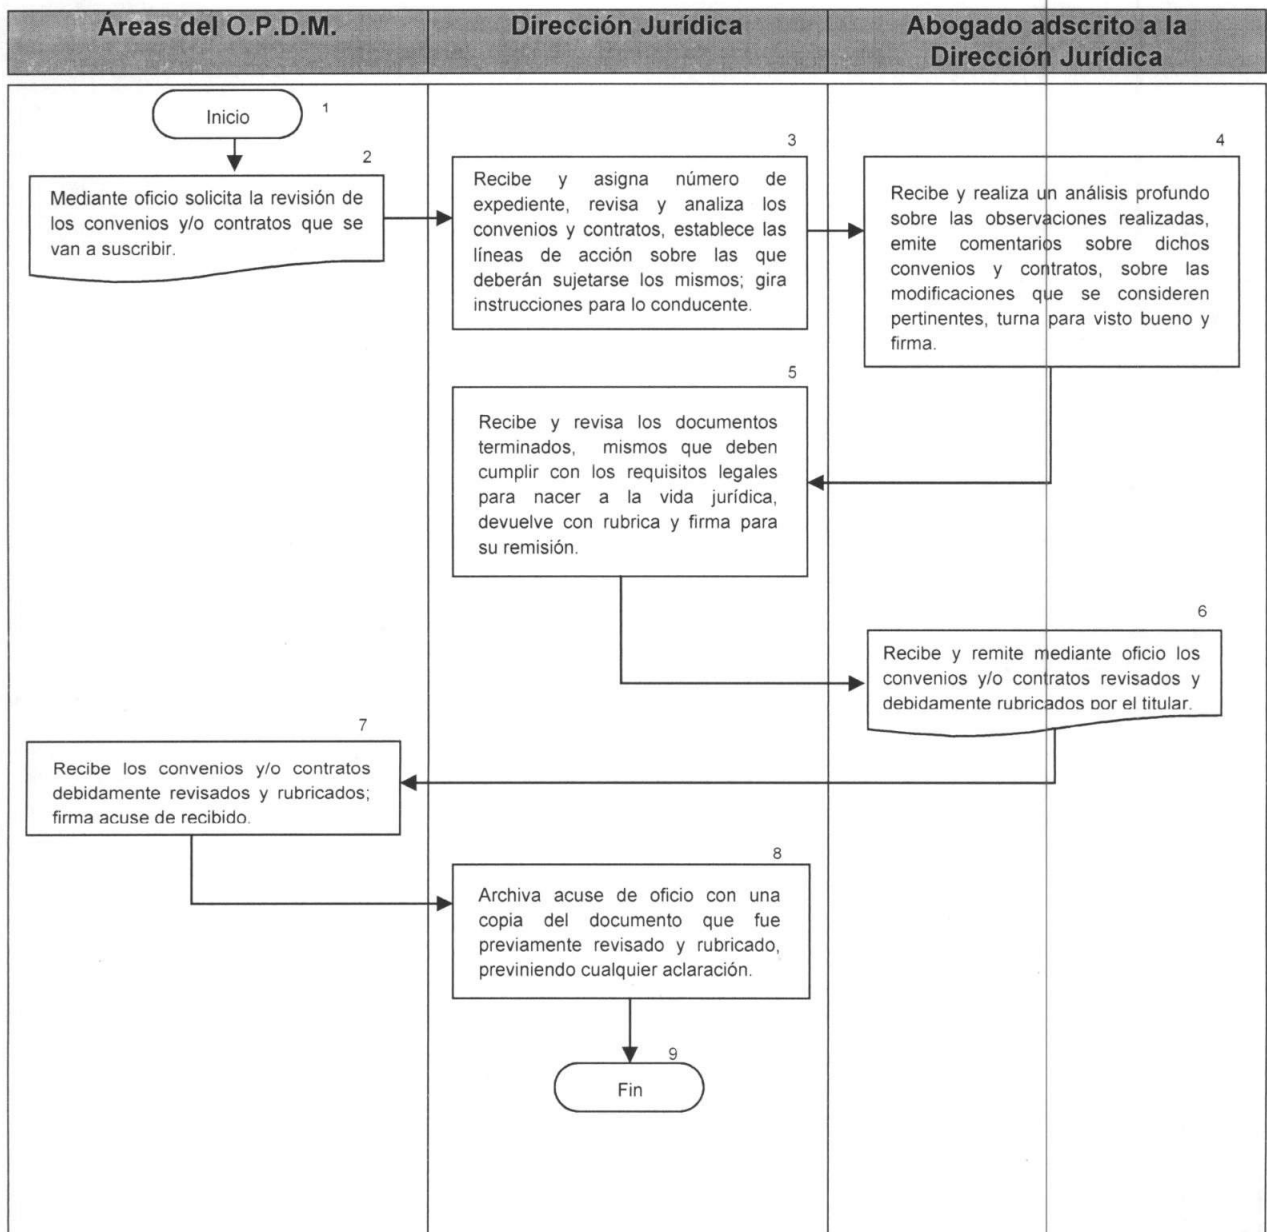 Áreas del O.P.D.M.
Dirección Jurídica
Abogado adscrito a la
Dirección Jurídica
Inicio
1
2
Mediante oficio solicita la revisión de
los convenios y/o contratos que se
van a suscribir.
3
Recibe y asigna número de
expediente, revisa y analiza los
convenios y contratos, establece las
líneas de acción sobre las que
deberán sujetarse los mismos; gira
instrucciones para lo conducente.
4
Recibe y realiza un análisis profundo
sobre las observaciones realizadas,
emite comentarios sobre dichos
convenios y contratos, sobre las
modificaciones que se consideren
pertinentes, turna para visto bueno y
firma.
5
Recibe y revisa los documentos
terminados, mismos que deben
cumplir con los requisitos legales
para nacer a la vida jurídica,
devuelve con rubrica y firma para
su remisión.
6
Recibe y remite mediante oficio los
convenios y/o contratos revisados y
debidamente rubricados por el titular.
7
Recibe los convenios y/o contratos
debidamente revisados y rubricados;
firma acuse de recibido.
8
Archiva acuse de oficio con una
copia del documento que fue
previamente revisado y rubricado,
previniendo cualquier aclaración.
9
Fin